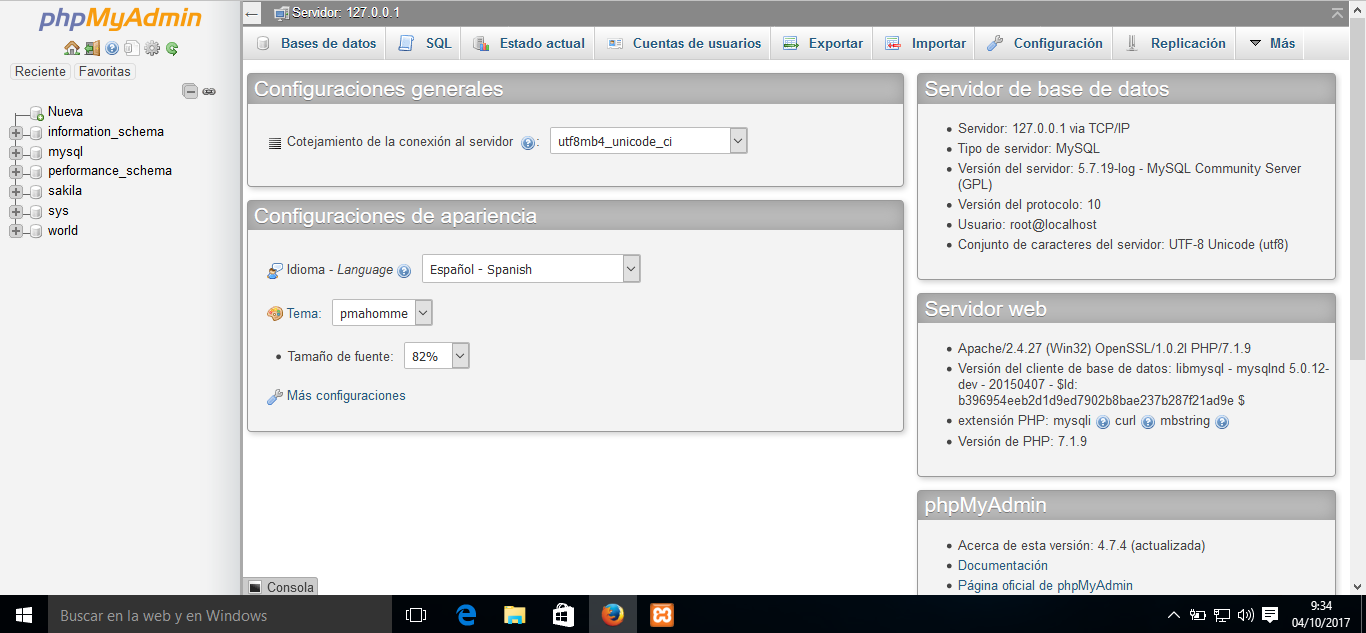 phpMyAdmin
Reciente Favoritas
Nueva
information_schema
mysql
performance_schema
sakila
sys
world
Servidor: 127.0.0.1
Bases de datos SQL Estado actual Cuentas de usuarios Exportar Importar Configuración Replicación Más
Configuraciones generales
Cotejamiento de la conexión al servidor : utf8mb4_unicode_ci
Configuraciones de apariencia
Idioma - Language Español - Spanish
Tema: pmahomme
• Tamaño de fuente: 82%
Más configuraciones
Servidor de base de datos
• Servidor: 127.0.0.1 via TCP/IP
• Tipo de servidor: MySQL
• Versión del servidor: 5.7.19-log - MySQL Community Server
(GPL)
• Versión del protocolo: 10
• Usuario: root@localhost
• Conjunto de caracteres del servidor: UTF-8 Unicode (utf8)
Servidor web
• Apache/2.4.27 (Win32) OpenSSL/1.0.2l PHP/7.1.9
• Versión del cliente de base de datos: libmysql - mysqlnd 5.0.12-
dev - 20150407 - $Id:
b396954eeb2d1d9ed7902b8bae237b287f21ad9e $
• extensión PHP: mysqli curl mbstring
• Versión de PHP: 7.1.9
phpMyAdmin
• Acerca de esta versión: 4.7.4 (actualizada)
• Documentación
• Página oficial de phpMyAdmin
Consola
Buscar en la web y en Windows
9:34
04/10/2017